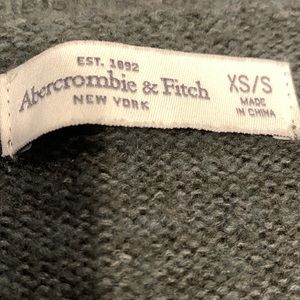 EST. 1892
Abercrombie & Fitch
NEW YORK
XS/S
MADE
IN CHINA